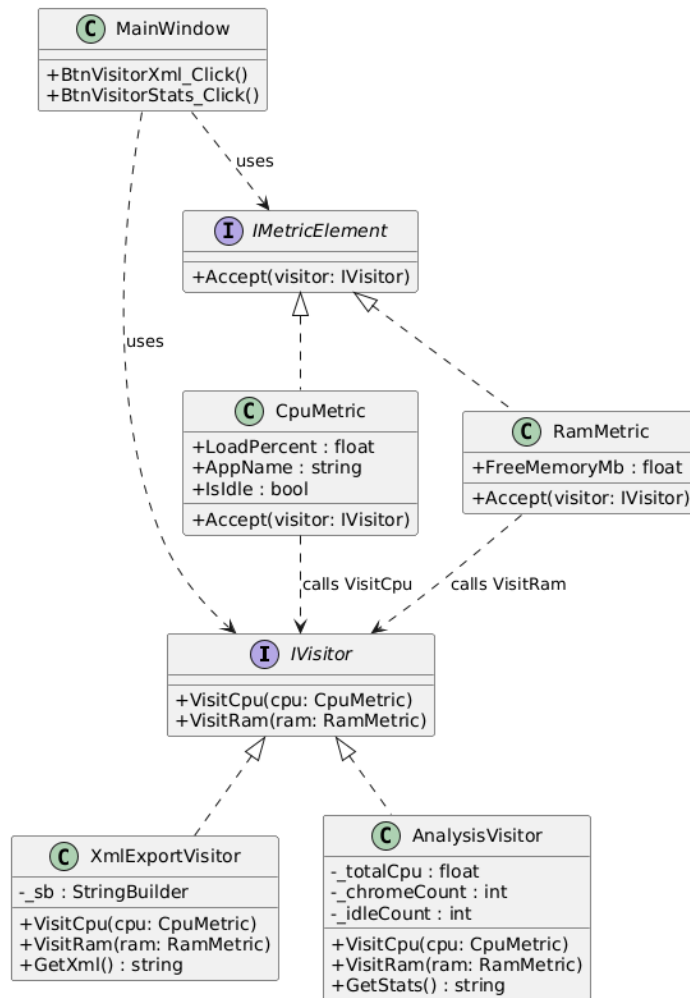 C MainWindow
+BtnVisitorXml_Click()
+BtnVisitorStats_Click()
uses
I IMetricElement
+Accept(visitor: IVisitor)
uses
C CpuMetric
+LoadPercent : float
+AppName : string
+IsIdle : bool
+Accept(visitor: IVisitor)
C RamMetric
+FreeMemoryMb : float
+Accept(visitor: IVisitor)
calls VisitCpu
calls VisitRam
I IVisitor
+VisitCpu(cpu: CpuMetric)
+VisitRam(ram: RamMetric)
C XmlExportVisitor
-_sb : StringBuilder
+VisitCpu(cpu: CpuMetric)
+VisitRam(ram: RamMetric)
+GetXml() : string
C AnalysisVisitor
-_totalCpu : float
-_chromeCount : int
-_idleCount : int
+VisitCpu(cpu: CpuMetric)
+VisitRam(ram: RamMetric)
+GetStats() : string